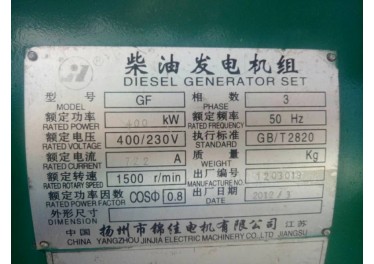 柴油发电机组
DIESEL GENERATOR SET
型号 GF 相数 3
MODEL PHASE
额定功率 400 kW 额定频率 50 Hz
RATED POWER RATED FREQUENCY
额定电压 400/230V 执行标准 GB/T2820
RATED VOLTAGE STANDARD
额定电流 722 A 质量 Kg
RATED CURRENT WEIGHT
额定转速 1500 r/min 出厂编号
RATED ROTARY SPEED MANUFACTURE NO
额定功率因数 COSΦ 0.8 出厂日期
RATED POWER FACTOR DATE
外形尺寸
DIMENSION
中国 扬州市锦佳电机有限公司 江苏
CHINA YANGZHOU JINJIA ELECTRIC MACHINERY CO.,LTD JIANGSU